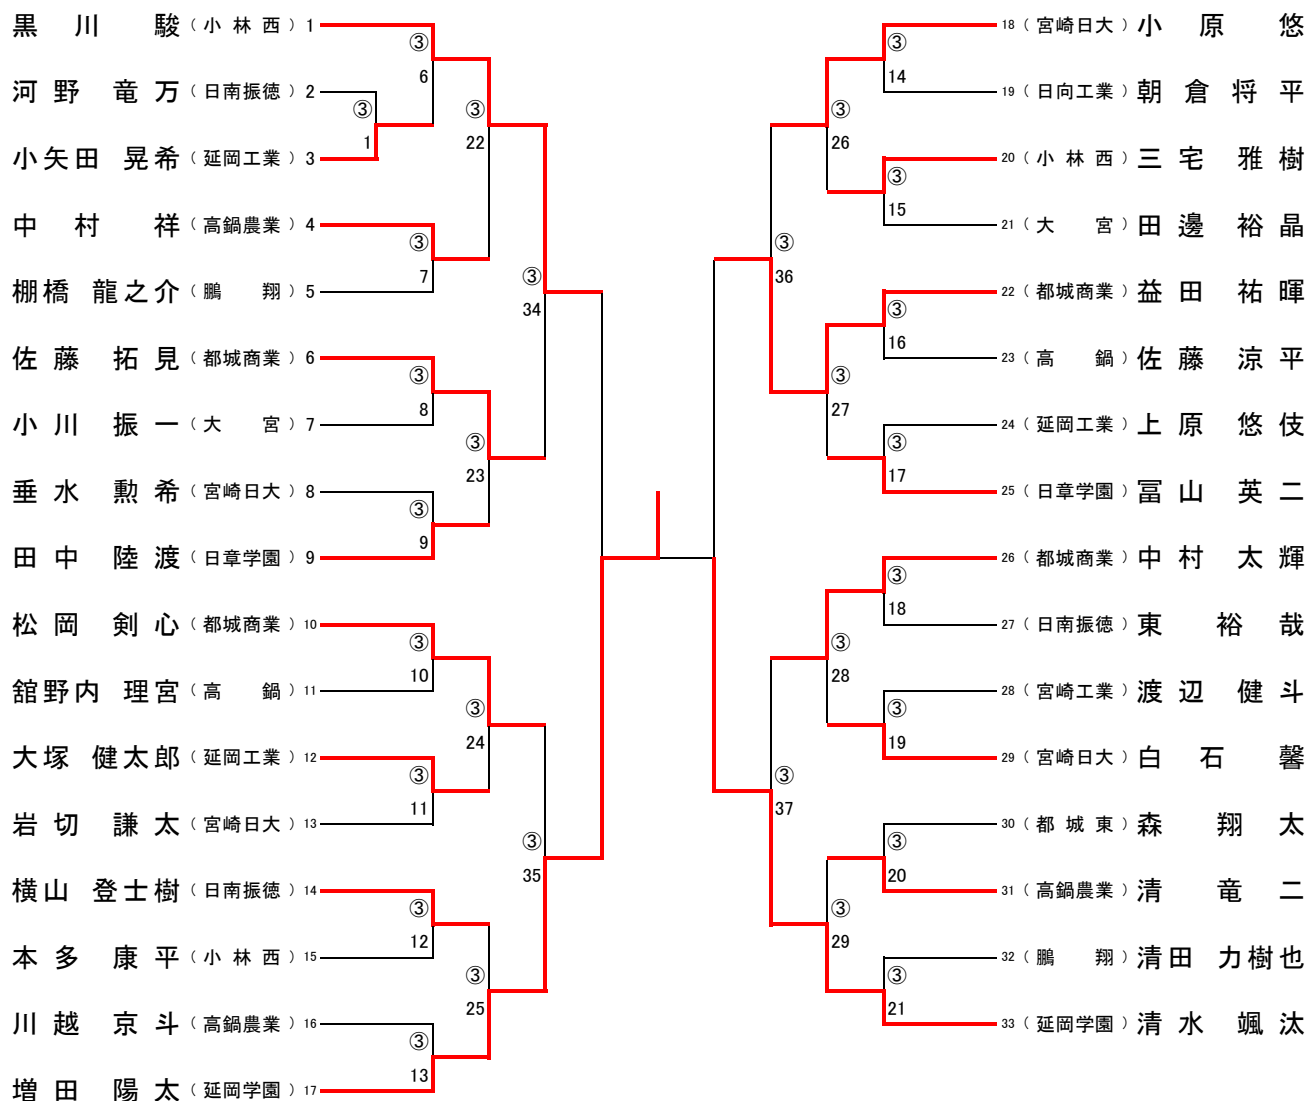 黒川 駿 （小林西） 1
③
6
河野 竜万 （日南振徳） 2
③
1
小矢田 晃希 （延岡工業） 3
③
22
中村 祥 （高鍋農業） 4
③
7
棚橋 龍之介 （鵬翔） 5
③
34
佐藤 拓見 （都城商業） 6
③
8
小川 振一 （大宮） 7
③
23
垂水 勲希 （宮崎日大） 8
③
9
田中 陸渡 （日章学園） 9
松岡 剣心 （都城商業） 10
③
10
舘野内 理宮 （高鍋） 11
③
24
大塚 健太郎 （延岡工業） 12
③
11
岩切 謙太 （宮崎日大） 13
③
35
横山 登士樹 （日南振徳） 14
③
12
本多 康平 （小林西） 15
③
25
川越 京斗 （高鍋農業） 16
③
13
増田 陽太 （延岡学園） 17
18 （宮崎日大） 小原 悠
③
14
19 （日向工業） 朝倉 将平
③
26
20 （小林西） 三宅 雅樹
③
15
21 （大宮） 田邊 裕晶
③
36
22 （都城商業） 益田 祐暉
③
16
23 （高鍋） 佐藤 涼平
③
27
24 （延岡工業） 上原 悠伎
③
17
25 （日章学園） 冨山 英二
26 （都城商業） 中村 太輝
③
18
27 （日南振徳） 東 裕哉
③
28
28 （宮崎工業） 渡辺 健斗
③
19
29 （宮崎日大） 白石 馨
③
37
30 （都城東） 森 翔太
③
20
31 （高鍋農業） 清 竜二
③
29
32 （鵬翔） 清田 力樹也
③
21
33 （延岡学園） 清水 颯汰